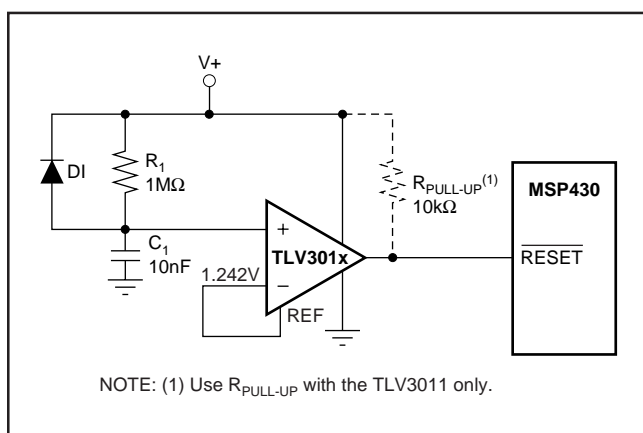 V+
DI
R1
1MΩ
C1
10nF
+
−
TLV301x
1.242V
REF
RPULL-UP(1)
10kΩ
MSP430
RESET
NOTE: (1) Use RPULL-UP with the TLV3011 only.